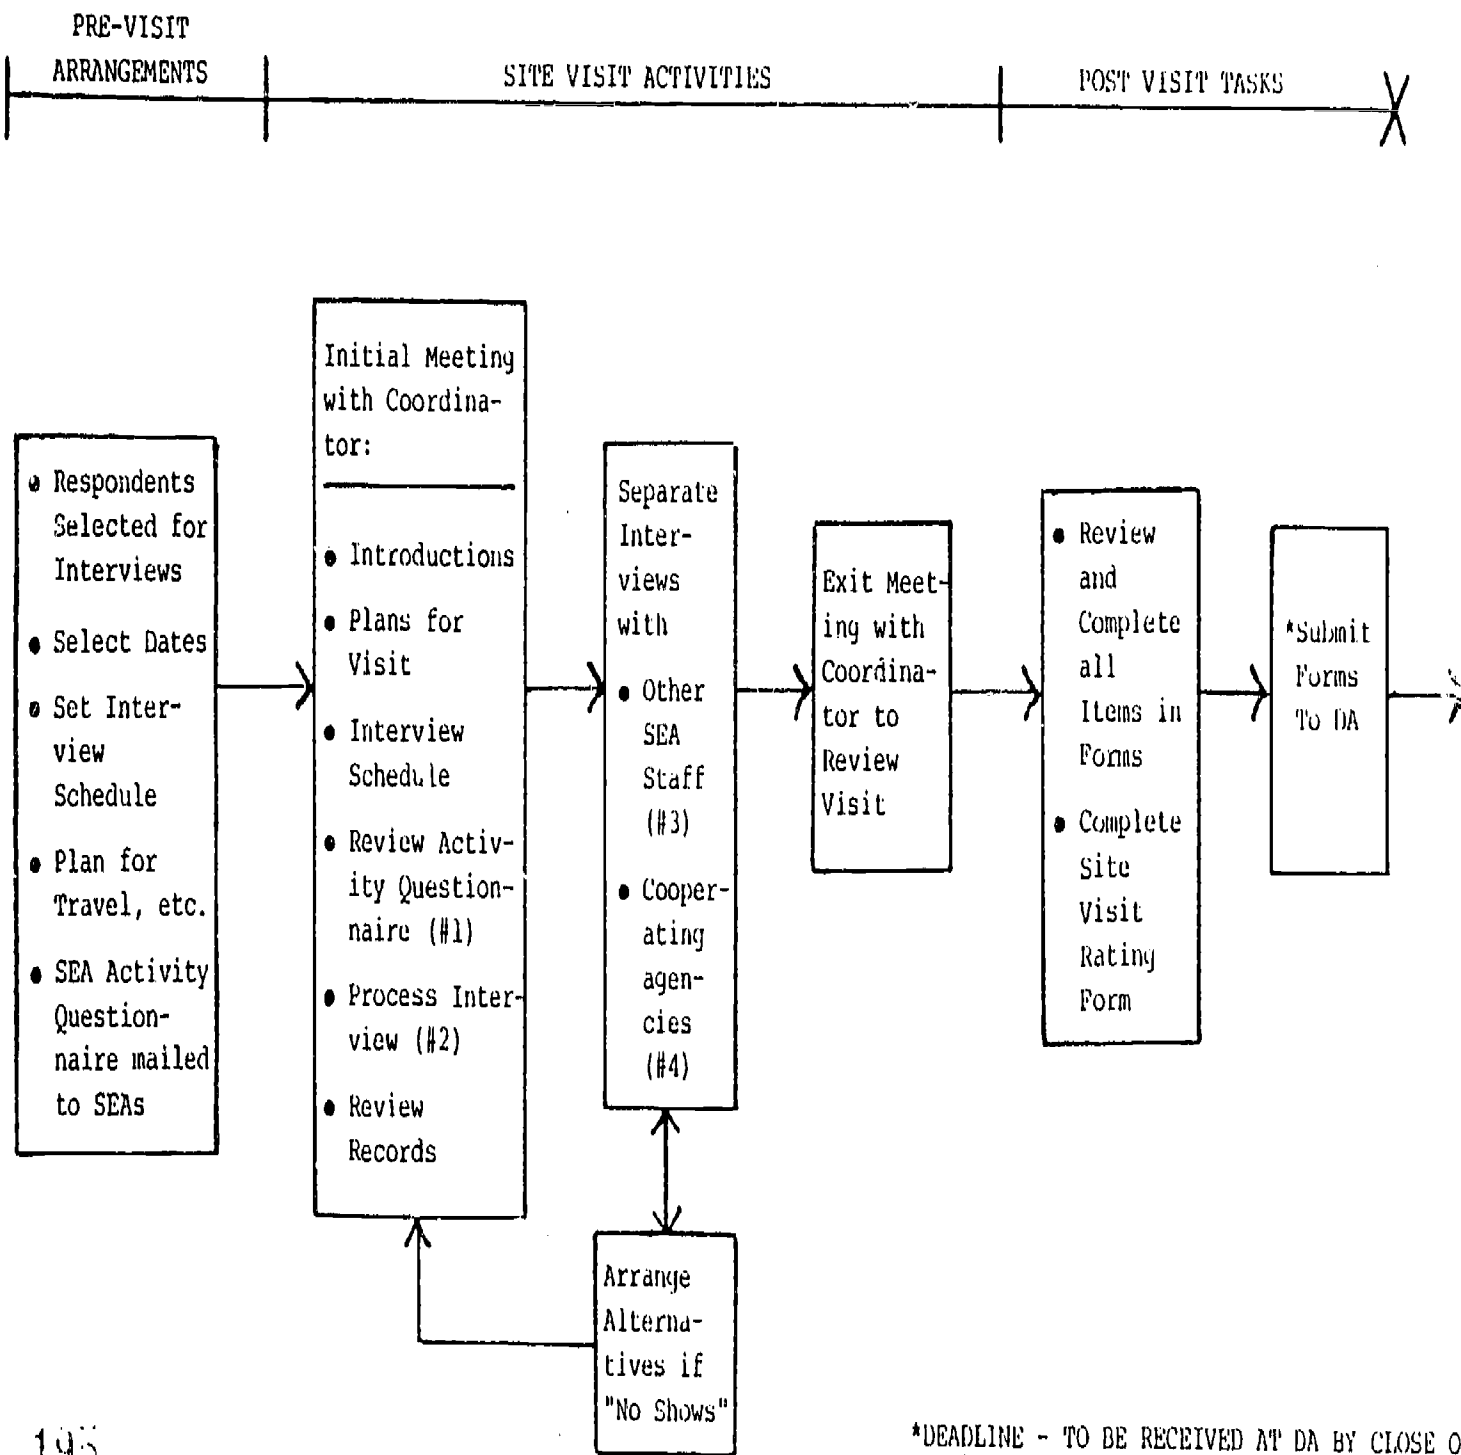 PRE-VISIT
ARRANGEMENTS
SITE VISIT ACTIVITIES
POST VISIT TASKS
• Respondents
Selected for
Interviews
• Select Dates
• Set Inter-
view
Schedule
• Plan for
Travel, etc.
• SEA Activity
Question-
naire mailed
to SEAs
Initial Meeting
with Coordina-
tor:
• Introductions
• Plans for
Visit
• Interview
Schedule
• Review Activ-
ity Question-
naire (#1)
• Process Inter-
view (#2)
• Review
Records
Separate
Inter-
views
with
• Other
SEA
Staff
(#3)
• Cooper-
ating
agen-
cies
(#4)
Arrange
Alterna-
tives if
"No Shows"
Exit Meet-
ing with
Coordina-
tor to
Review
Visit
• Review
and
Complete
all
Items in
Forms
• Complete
Site
Visit
Rating
Form
*Submit
Forms
To DA
*DEADLINE - TO BE RECEIVED AT DA BY CLOSE O